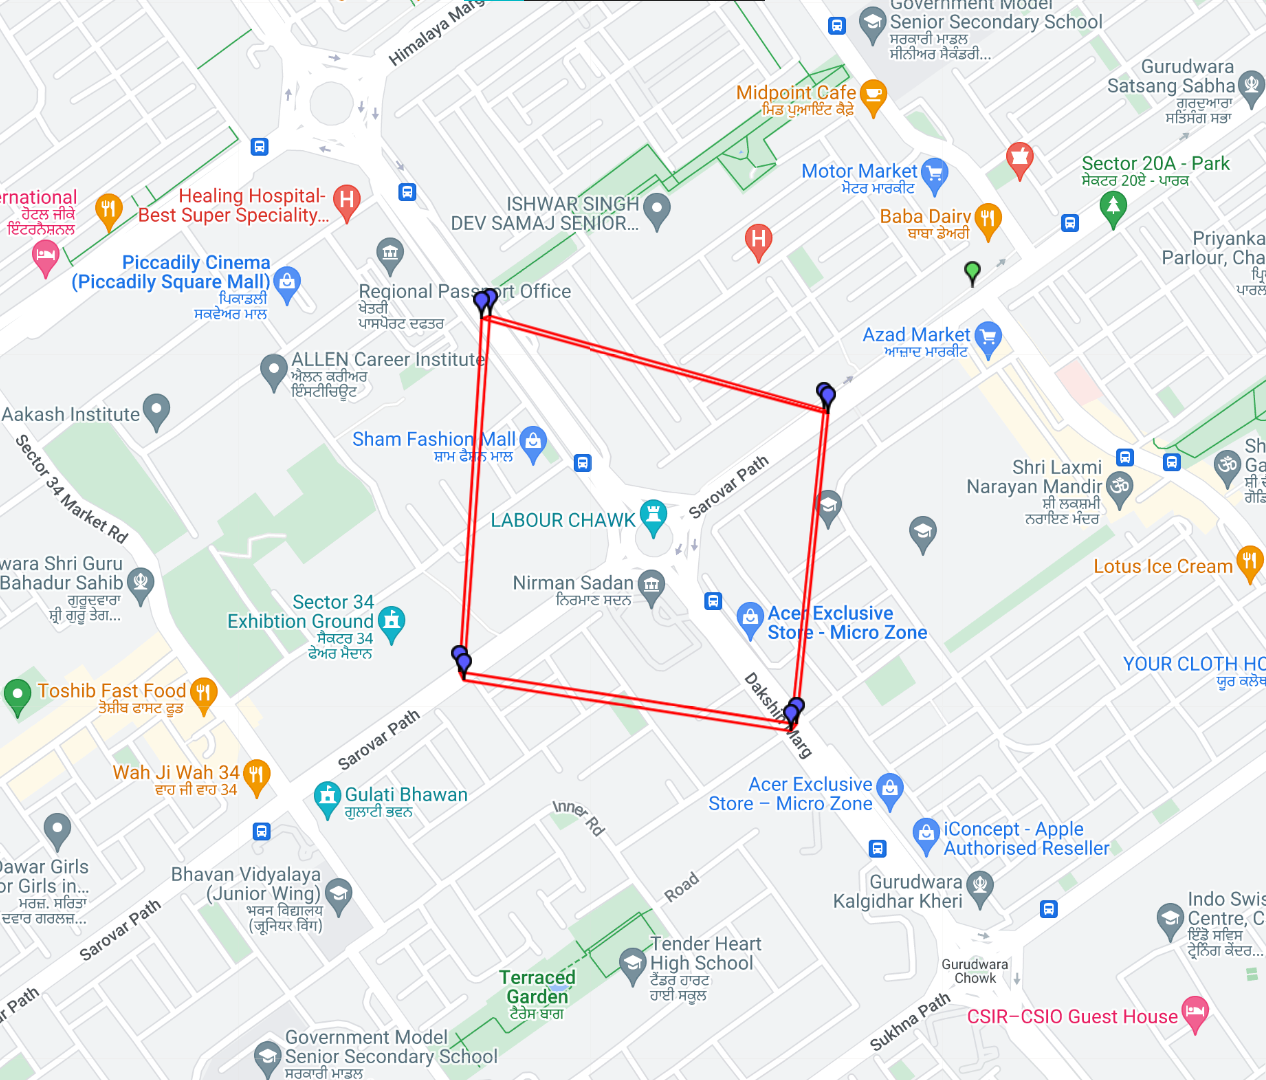 Himalaya Marg
Government Model
Senior Secondary School
ਸਰਕਾਰੀ ਮਾਡਲ
ਸੀਨੀਅਰ ਸੈਕੰਡਰੀ...
Gurudwara
Satsang Sabha
ਗੁਰਦੁਆਰਾ
ਸਤਿਸੰਗ ਸਭਾ
Midpoint Cafe
ਮਿਡ ਪੁਆਇੰਟ ਕੈਫ਼ੇ
Motor Market
ਮੋਟਰ ਮਾਰਕੀਟ
Sector 20A - Park
ਸੇਕਟਰ 20ਏ - ਪਾਰਕ
ernational
ਹੋਟਲ ਜੀਕੇ
ਇੰਟਰਨੈਸ਼ਨਲ
Healing Hospital-
Best Super Speciality...
H
ISHWAR SINGH
DEV SAMAJ SENIOR...
H
Baba Dairy
ਬਾਬਾ ਡੇਅਰੀ
Priyanka
Parlour, Cha
ਪਾਰਲ
Piccadily Cinema
(Piccadily Square Mall)
ਪਿਕਾਡਲੀ
ਸਕਵੇਅਰ ਮਾਲ
Regional Passport Office
ਖੇਤਰੀ
ਪਾਸਪੋਰਟ ਦਫਤਰ
Azad Market
ਆਜ਼ਾਦ ਮਾਰਕੀਟ
ALLEN Career Institute
ਐਲਨ ਕਰੀਅਰ
ਇੰਸਟੀਚਿਊਟ
Aakash Institute
Sector 34 Market Rd
Sham Fashion Mall
ਸ਼ਾਮ ਫੈਸ਼ਨ ਮਾਲ
Sarovar Path
Shri Laxmi
Narayan Mandir
ਸ਼੍ਰੀ ਲਕਸ਼ਮੀ
ਨਰਾਇਣ ਮੰਦਰ
Sh
Ga
LABOUR CHAWK
Nirman Sadan
ਨਿਰਮਾਣ ਸਦਨ
wara Shri Guru
Bahadur Sahib
ਗੁਰੂਦਵਾਰਾ
ਸ਼੍ਰੀ ਗੁਰੂ ਤੇਗ...
Sector 34
Exhibtion Ground
ਸੈਕਟਰ 34
ਫੇਅਰ ਮੈਦਾਨ
Acer Exclusive
Store - Micro Zone
Lotus Ice Cream
YOUR CLOTH HO
ਯੂਰ ਕਲੋਥ
Toshib Fast Food
ਤੋਸ਼ੀਬ ਫਾਸਟ ਫੂਡ
Sarovar Path
Dakshin Marg
Wah Ji Wah 34
ਵਾਹ ਜੀ ਵਾਹ 34
Gulati Bhawan
ਗੁਲਾਟੀ ਭਵਨ
Inner Rd
Acer Exclusive
Store – Micro Zone
iConcept - Apple
Authorised Reseller
Dawar Girls
or Girls in...
ਮਰਜ਼, ਸਰਿਤਾ
ਦਵਾਰ ਗਰਲਜ਼...
Bhavan Vidyalaya
(Junior Wing)
भवन विद्यालय
(जूनियर विंग)
Road
Gurudwara
Kalgidhar Kheri
Indo Swis
Centre, C
ਇੰਡੋ ਸਵਿਸ
ਟ੍ਰੇਨਿੰਗ ਕੇਂਦਰ...
Sarovar Path
Tender Heart
High School
ਟੈਂਡਰ ਹਾਰਟ
ਹਾਈ ਸਕੂਲ
Terraced
Garden
ਟੈਰੇਸ ਬਾਗ
Gurudwara
Chowk
r Path
Sukhna Path
CSIR–CSIO Guest House
Government Model
Senior Secondary School
ਸਰਕਾਰੀ ਮਾਡਲ